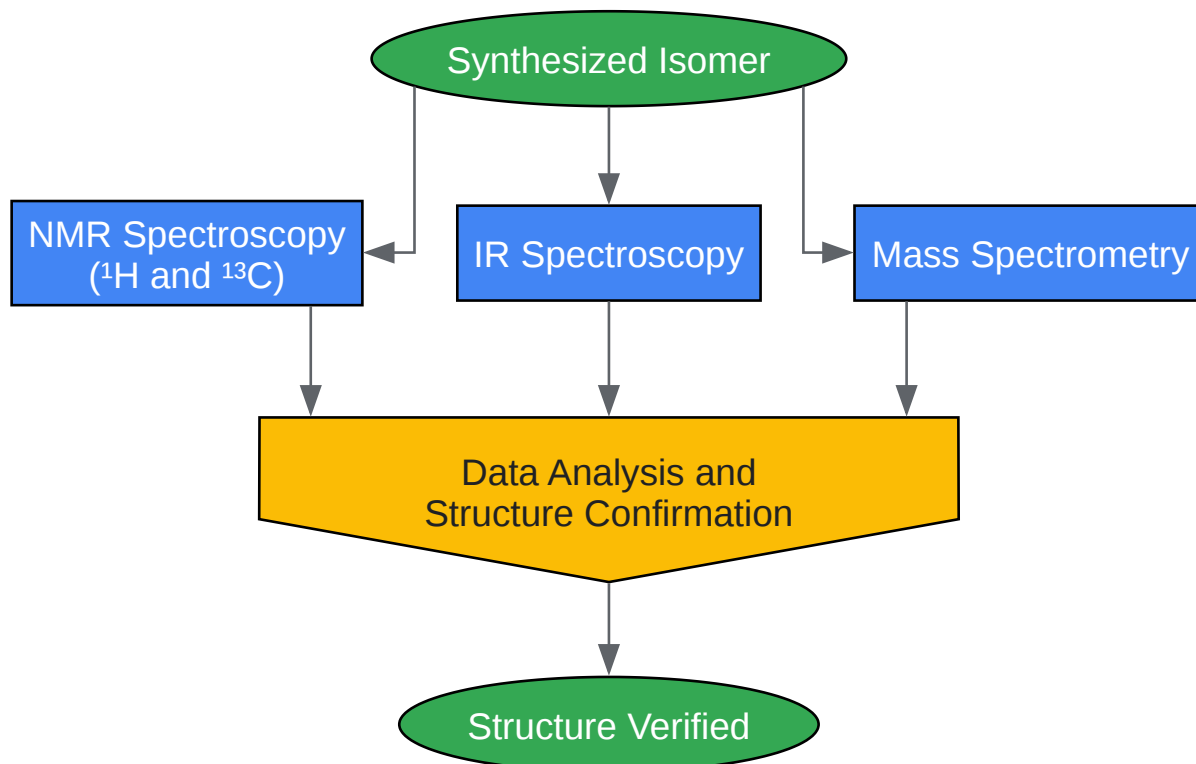 Synthesized Isomer
NMR Spectroscopy
(¹H and ¹³C)
IR Spectroscopy
Mass Spectrometry
Data Analysis and
Structure Confirmation
Structure Verified